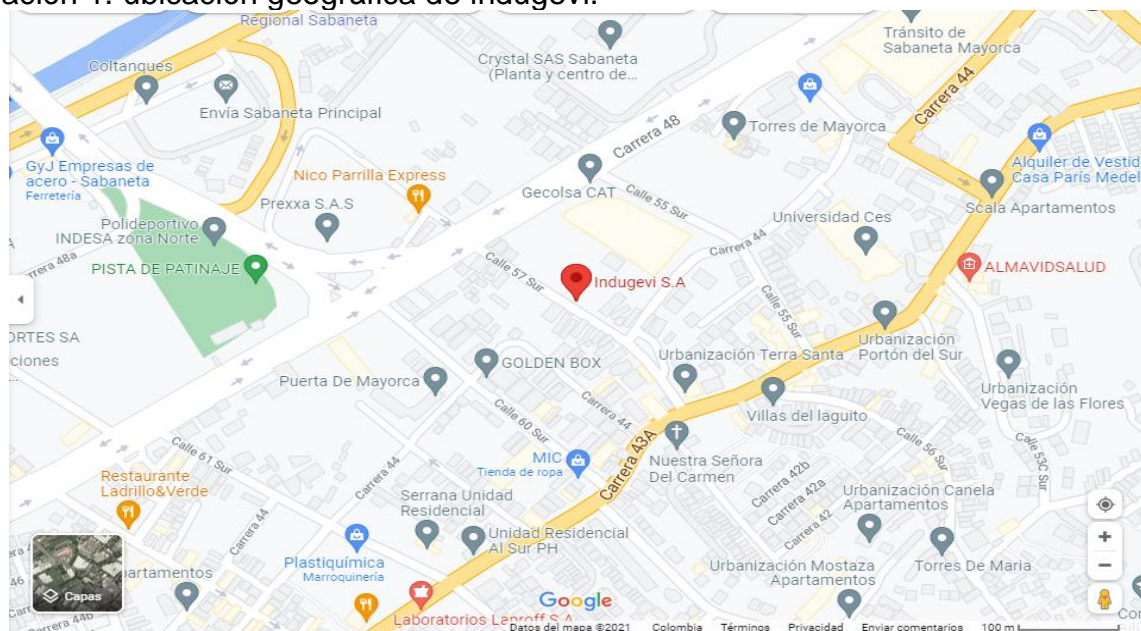 ubicación geográfica de Indugevi.
Regional Sabaneta
Coltanques
Envía Sabaneta Principal
GyJ Empresas de
acero - Sabaneta
Ferretería
Nico Parrilla Express
Prexxa S.A.S
Polideportivo
INDESA zona Norte
PISTA DE PATINAJE
Crystal SAS Sabaneta
(Planta y centro de...
Tránsito de
Sabaneta Mayorca
Carrera 44
Torres de Mayorca
Carrera 48
Gecolsa CAT
Calle 55 Sur
Alquiler de Vestid
Casa París Medel
Scala Apartamentos
Universidad Ces
Carrera 44
ALMAVIDSALUD
Calle 57 Sur
Indugevi S.A
Calle 55 Sur
Urbanización
Portón del Sur
Urbanización Terra Santa
GOLDEN BOX
Puerta De Mayorca
Villas del laguito
Urbanización
Vegas de las Flores
Carrera 44
Calle 60 Sur
Carrera 43A
Calle 56 Sur
Calle 53C Sur
Calle 61 Sur
MIC
Tienda de ropa
Nuestra Señora
Del Carmen
Carrera 42b
Carrera 42a
Carrera 42
Restaurante
Ladrillo&Verde
Carrera 44
Serrana Unidad
Residencial
Urbanización Canela
Apartamentos
Carrera 44
Unidad Residencial
Al Sur PH
Plastiquímica
Marroquinería
Urbanización Mostaza
Apartamentos
Torres De Maria
Capas
Google
Laboratorios Laproff S.A
Carrera 44b
Datos del mapa ©2021 Colombia Términos Privacidad Enviar comentarios 100 m